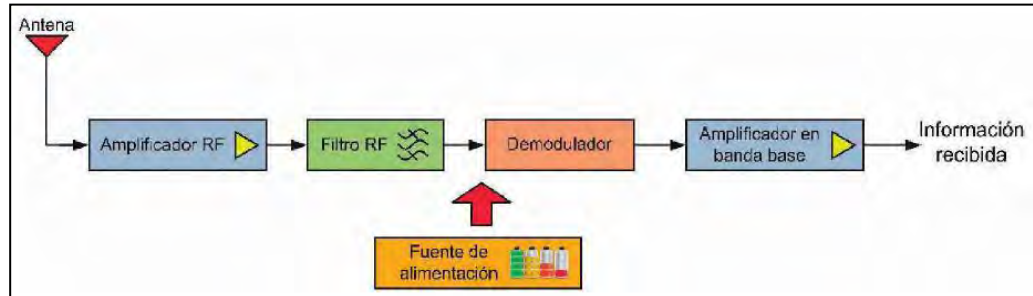 Antena
Amplificador RF
Filtro RF
Demodulador
Amplificador en
banda base
Información
recibida
Fuente de
alimentación